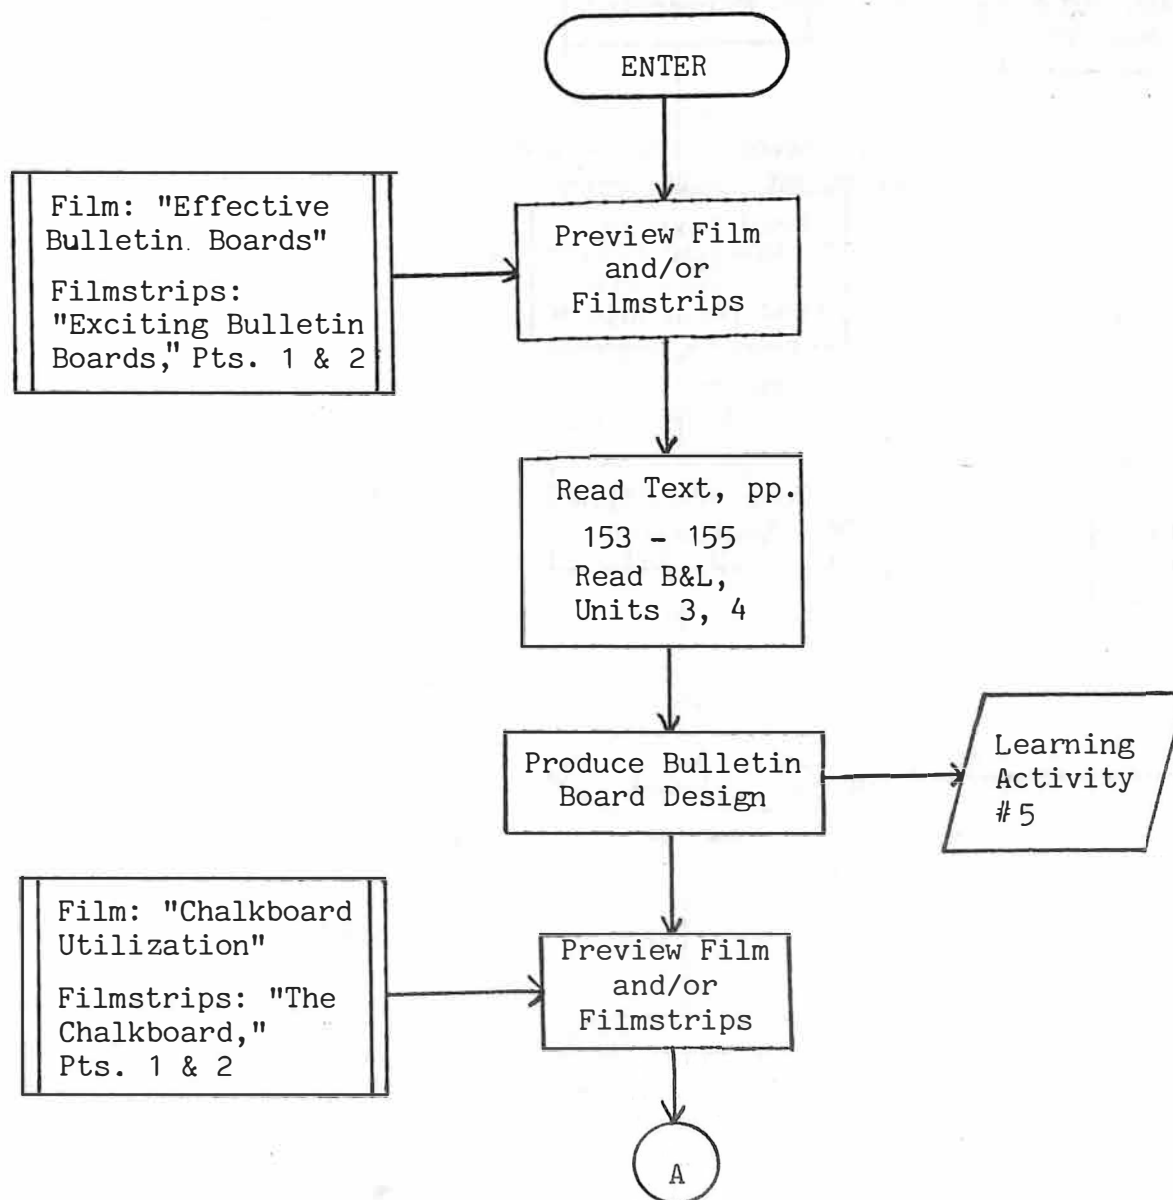 ENTER
Film: "Effective
Bulletin Boards"
Filmstrips:
"Exciting Bulletin
Boards," Pts. 1 & 2
Preview Film
and/or
Filmstrips
Read Text, pp.
153 - 155
Read B&L,
Units 3, 4
Produce Bulletin
Board Design
Learning
Activity
#5
Film: "Chalkboard
Utilization"
Filmstrips: "The
Chalkboard,"
Pts. 1 & 2
Preview Film
and/or
Filmstrips
A